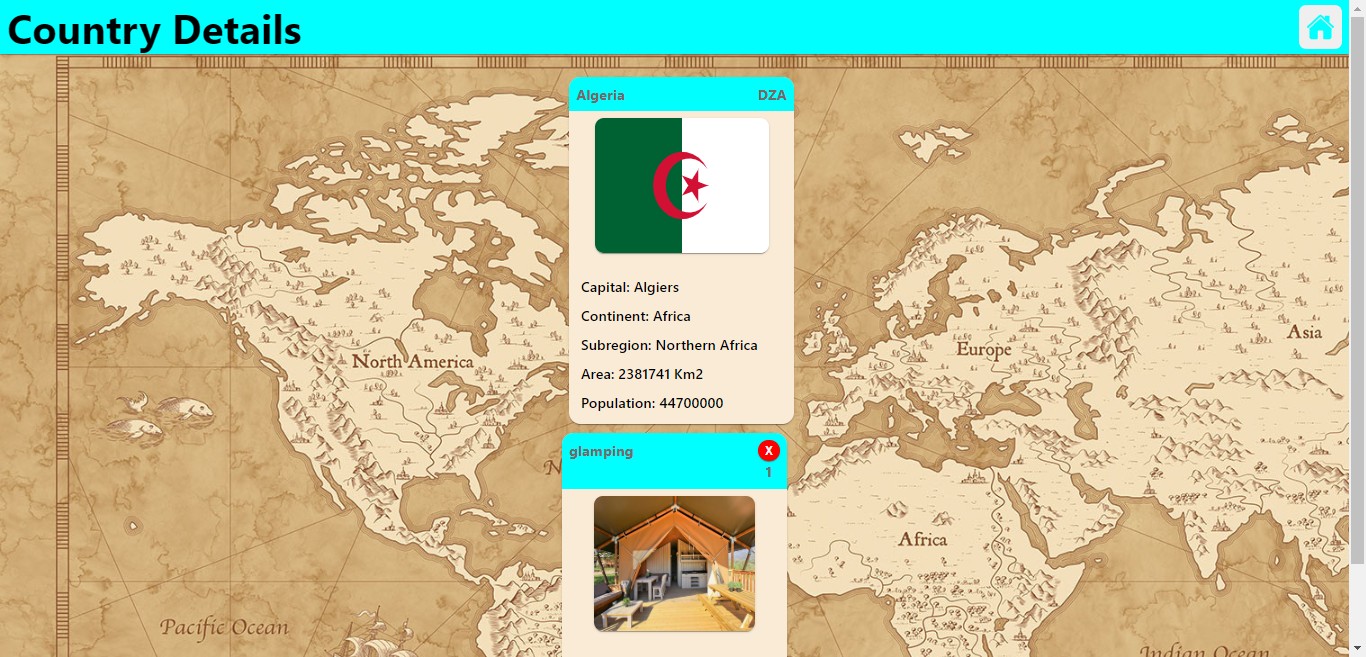 Country Details
Algeria DZA
Capital: Algiers
Continent: Africa
Subregion: Northern Africa
Area: 2381741 Km2
Population: 44700000
glamping X
1
North America
Europe
Asia
Africa
Pacific Ocean
Indian Ocean